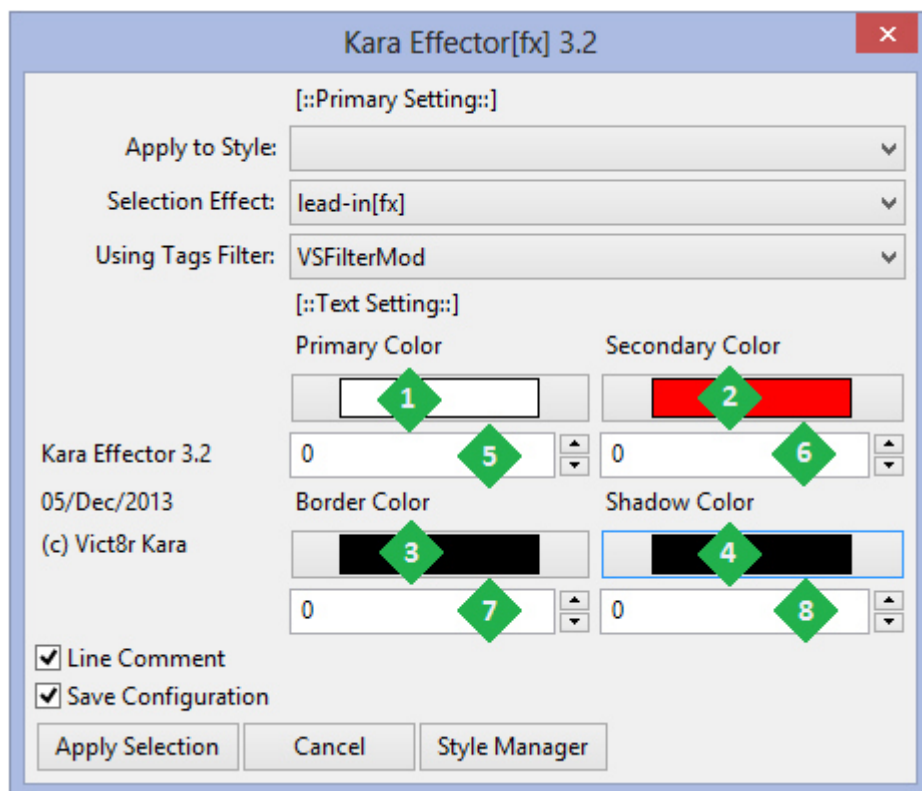 Kara Effector[fx] 3.2
[::Primary Setting::]
Apply to Style:
Selection Effect: lead-in[fx]
Using Tags Filter: VSFilterMod
[::Text Setting::]
Primary Color Secondary Color
1 2
Kara Effector 3.2 0 5 0 6
05/Dec/2013 Border Color Shadow Color
(c) Vict8r Kara 3 4
0 7 0 8
Line Comment
Save Configuration
Apply Selection Cancel Style Manager